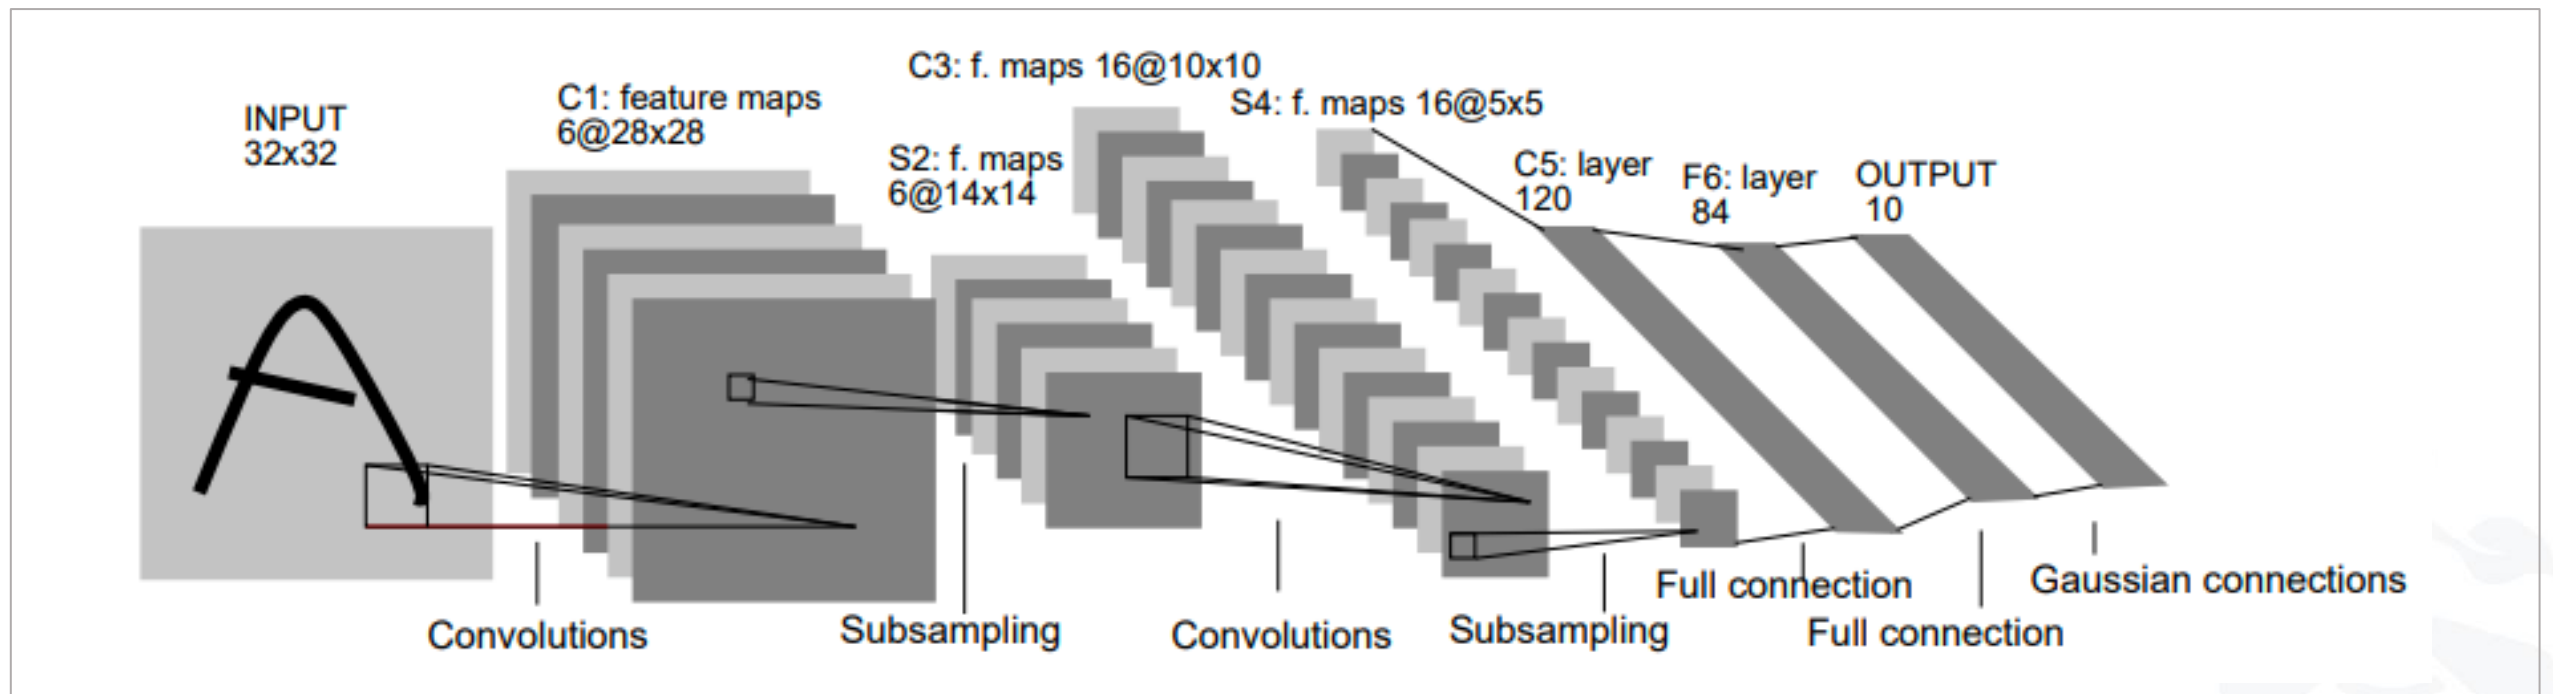 INPUT
32x32
C1: feature maps
6@28x28
S2: f. maps
6@14x14
C3: f. maps 16@10x10
S4: f. maps 16@5x5
C5: layer
120
F6: layer
84
OUTPUT
10
Convolutions
Subsampling
Convolutions
Subsampling
Full connection
Full connection
Gaussian connections